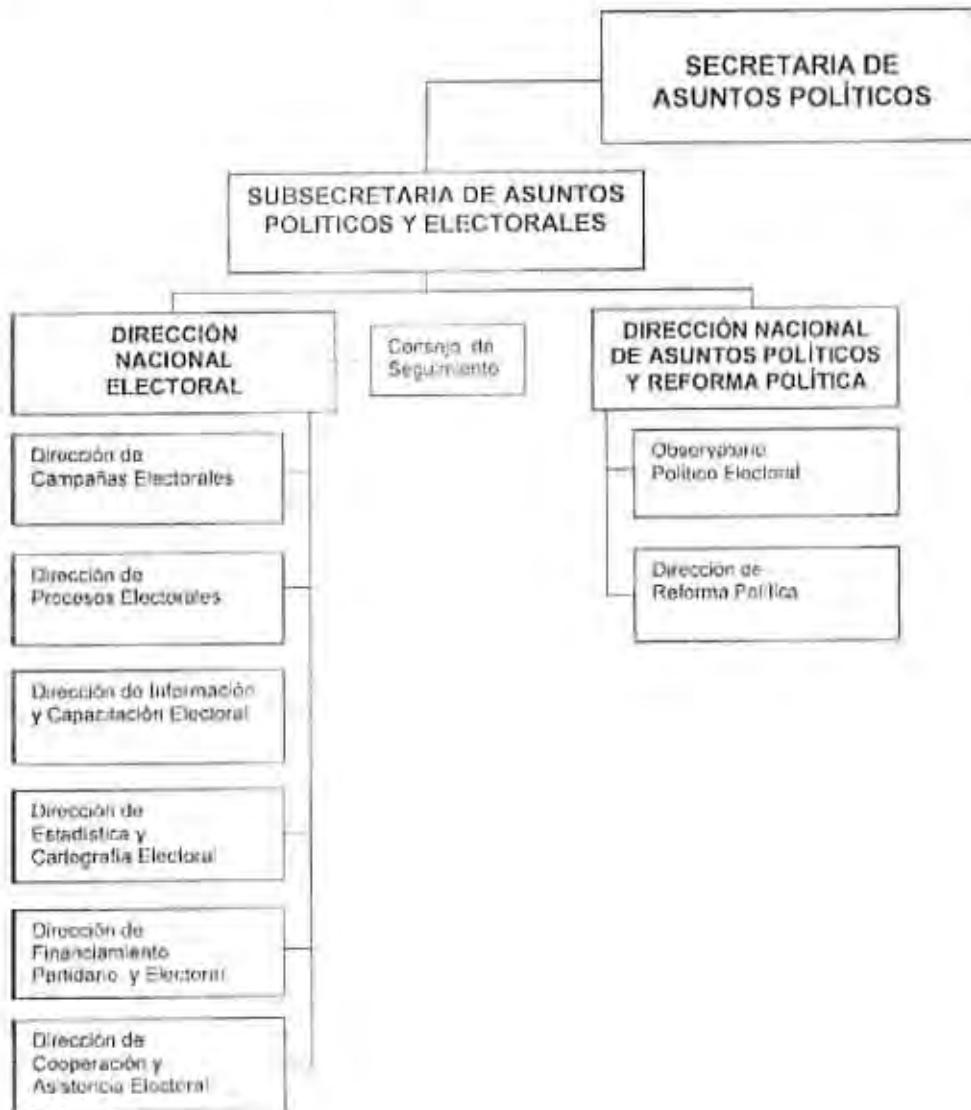 SECRETARIA DE
ASUNTOS POLÍTICOS
SUBSECRETARIA DE ASUNTOS
POLITICOS Y ELECTORALES
DIRECCIÓN
NACIONAL
ELECTORAL
Consejo de
Seguimiento
DIRECCIÓN NACIONAL
DE ASUNTOS POLÍTICOS
Y REFORMA POLÍTICA
Dirección de
Campañas Electorales
Observatorio
Político Electoral
Dirección de
Procesos Electorales
Dirección de
Reforma Política
Dirección de Información
y Capacitación Electoral
Dirección de
Estadística y
Cartografía Electoral
Dirección de
Financiamiento
Partidario y Electoral
Dirección de
Cooperación y
Asistencia Electoral